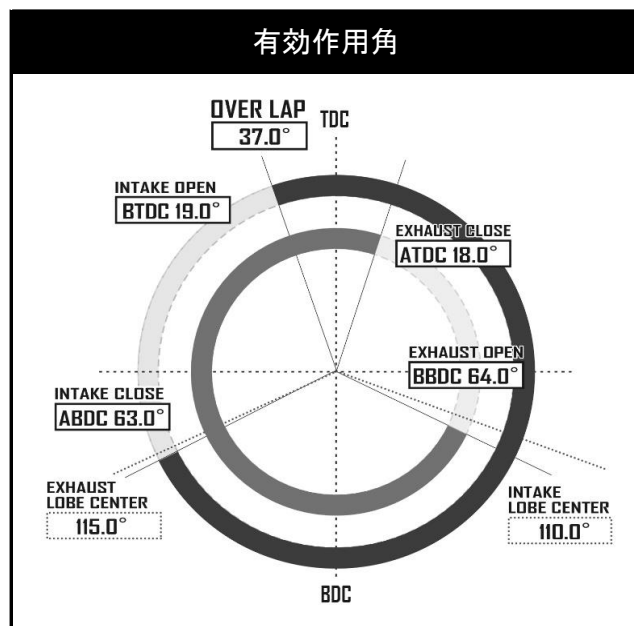 有効作用角
OVER LAP
37.0°
TDC
INTAKE OPEN
BTDC 19.0°
EXHAUST CLOSE
ATDC 18.0°
EXHAUST OPEN
BBDC 64.0°
INTAKE CLOSE
ABDC 63.0°
EXHAUST
LOBE CENTER
115.0°
INTAKE
LOBE CENTER
110.0°
BDC